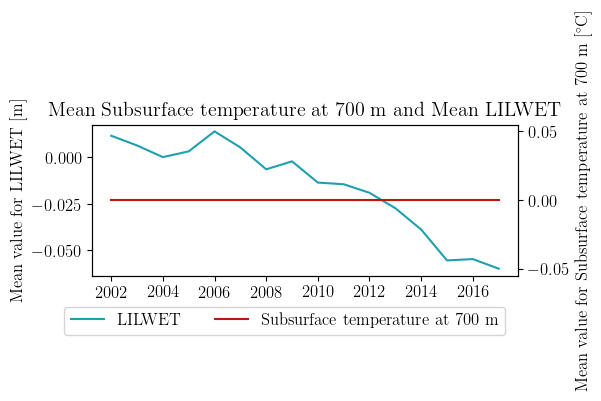 Mean Subsurface temperature at 700 m and Mean LILWET
Mean value for LILWET [m]
0.000
−0.025
−0.050
0.05
0.00
−0.05
Mean value for Subsurface temperature at 700 m [°C]
2002 2004 2006 2008 2010 2012 2014 2016
LILWET Subsurface temperature at 700 m